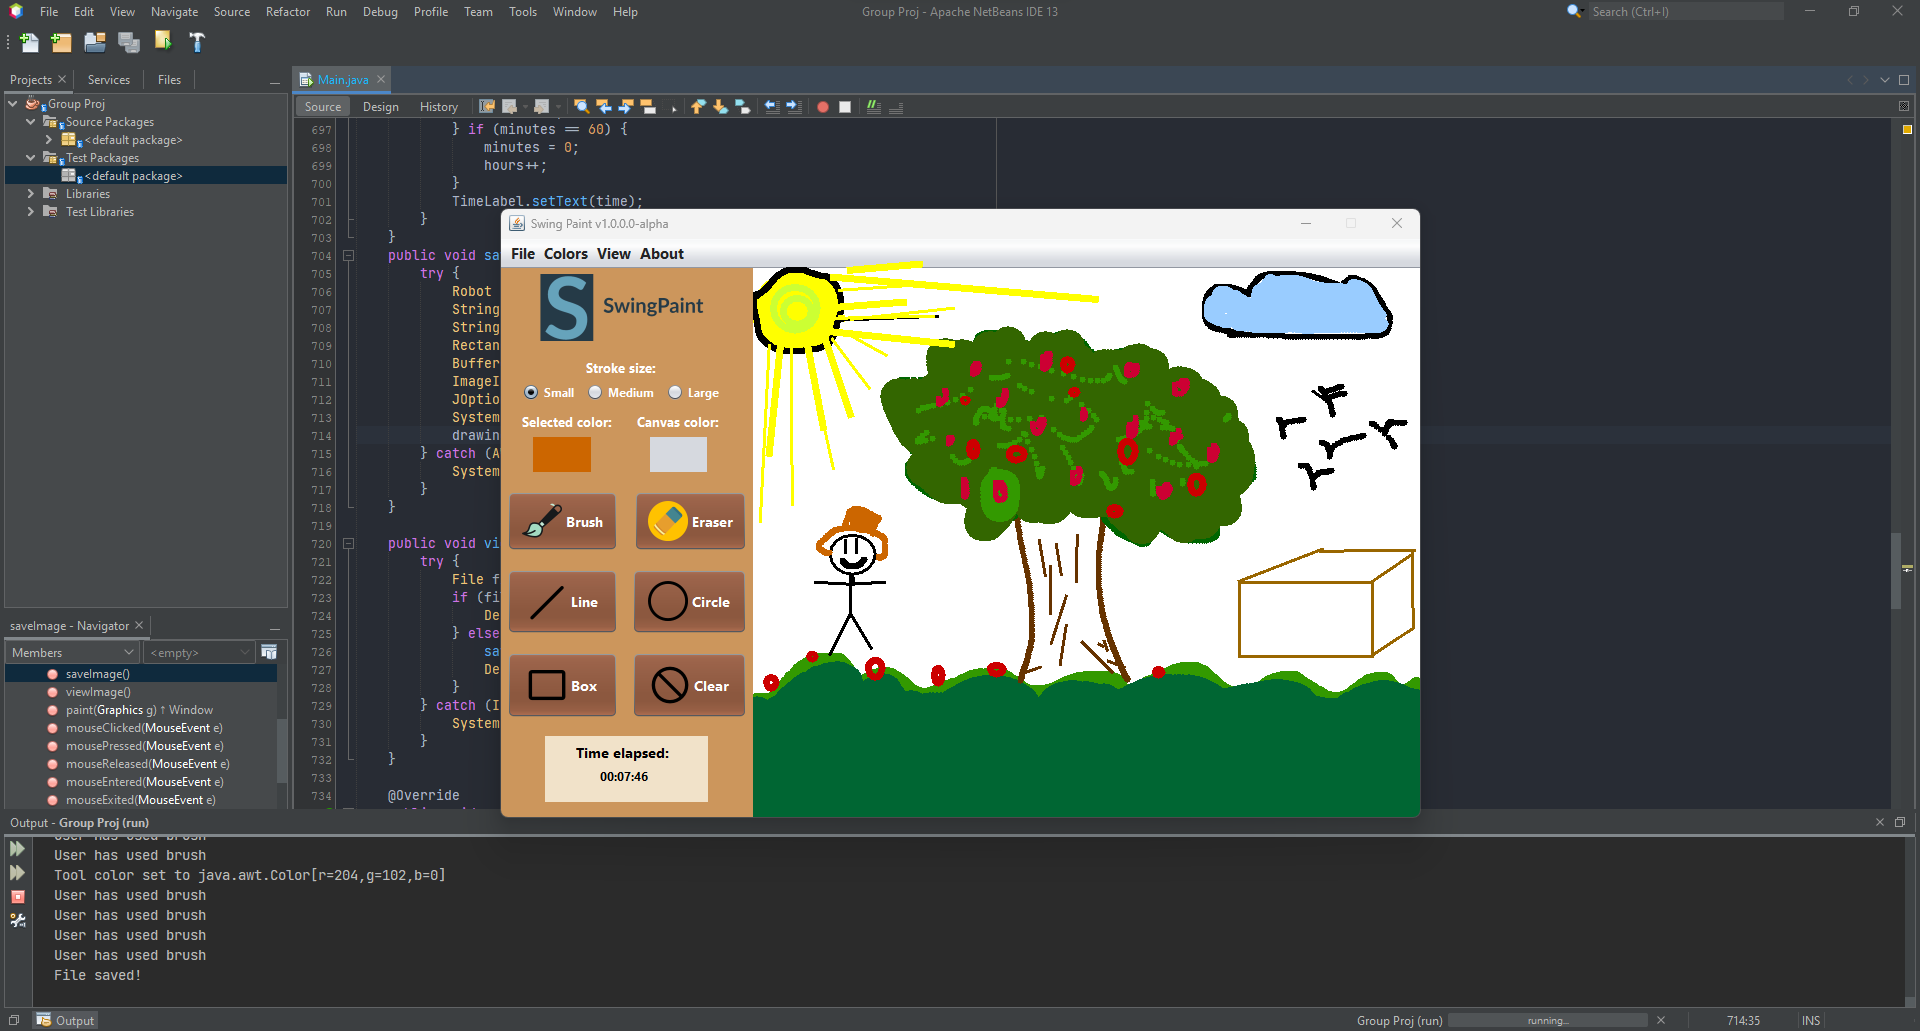 File Edit View Navigate Source Refactor Run Debug Profile Team Tools Window Help
Group Proj - Apache NetBeans IDE 13
Search (Ctrl+I)
Projects Services Files
Main.java
Group Proj
Source Packages
<default package>
Test Packages
<default package>
Libraries
Test Libraries
Source Design History
697 } if (minutes == 60) {
698 minutes = 0;
699 hours++;
700 }
701 TimeLabel.setText(time);
702 }
703 }
704 public void sa
705 try {
706 Robot
707 String
708 String
709 Rectan
710 Buffer
711 ImageI
712 JOptio
713 System
714 drawin
715 } catch (A
716 System
717 }
718 }
719
720 public void vi
721 try {
722 File f
723 if (fi
724 De
725 } else
726 sa
727 De
728 }
729 } catch (I
730 System
731 }
732 }
733
734 @Override
Swing Paint v1.0.0.0-alpha
File Colors View About
S SwingPaint
Stroke size:
Small Medium Large
Selected color: Canvas color:
Brush Eraser
Line Circle
Box Clear
Time elapsed:
00:07:46
saveImage - Navigator
Members <empty>
saveImage()
viewImage()
paint(Graphics g) ↑ Window
mouseClicked(MouseEvent e)
mousePressed(MouseEvent e)
mouseReleased(MouseEvent e)
mouseEntered(MouseEvent e)
mouseExited(MouseEvent e)
Output - Group Proj (run)
User has used brush
User has used brush
Tool color set to java.awt.Color[r=204,g=102,b=0]
User has used brush
User has used brush
User has used brush
User has used brush
File saved!
Output
Group Proj (run) running... 714:35 INS